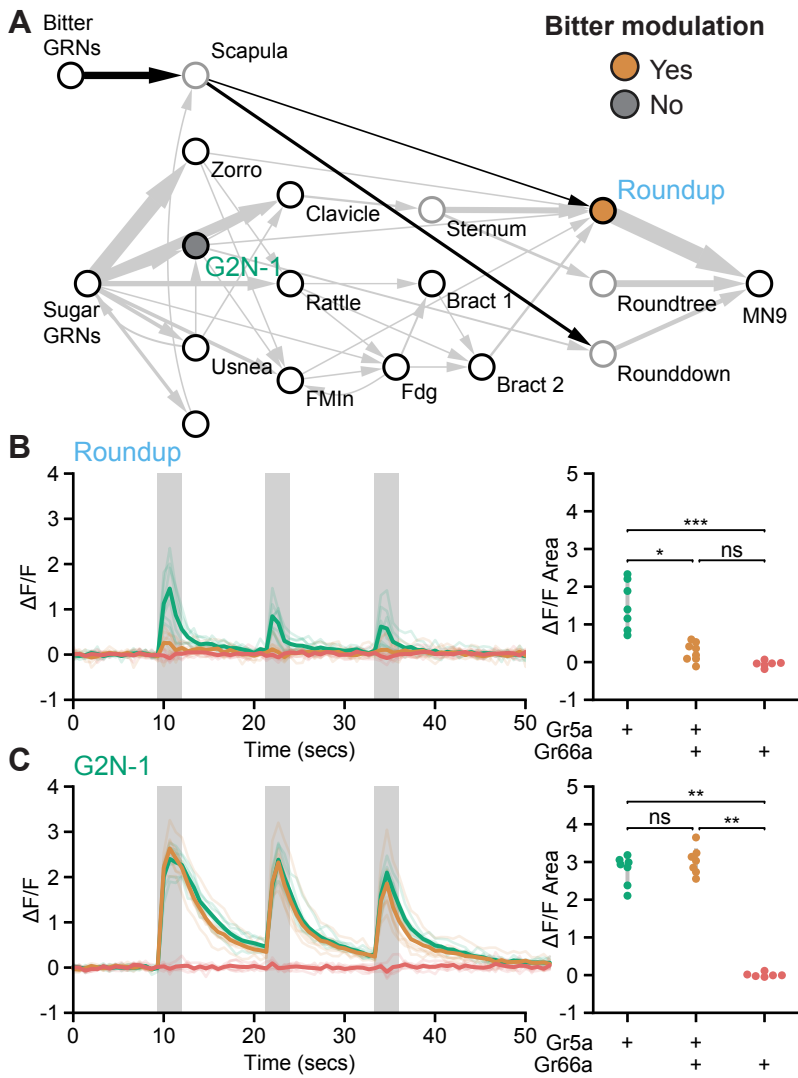 A
Bitter
GRNs
Scapula
Bitter modulation
Yes
No
Zorro
Clavicle
Sternum
Roundup
G2N-1
Sugar
GRNs
Rattle
Bract 1
Roundtree
MN9
Usnea
FMIn
Fdg
Bract 2
Rounddown
B
Roundup
ΔF/F
4
3
2
1
0
-1
0
10
20
30
40
50
Time (secs)
ΔF/F Area
5
4
3
2
1
0
-1
***
*
ns
Gr5a + +
Gr66a + +
C
G2N-1
ΔF/F
4
3
2
1
0
-1
0
10
20
30
40
50
Time (secs)
ΔF/F Area
5
4
3
2
1
0
-1
**
ns
**
Gr5a + +
Gr66a + +